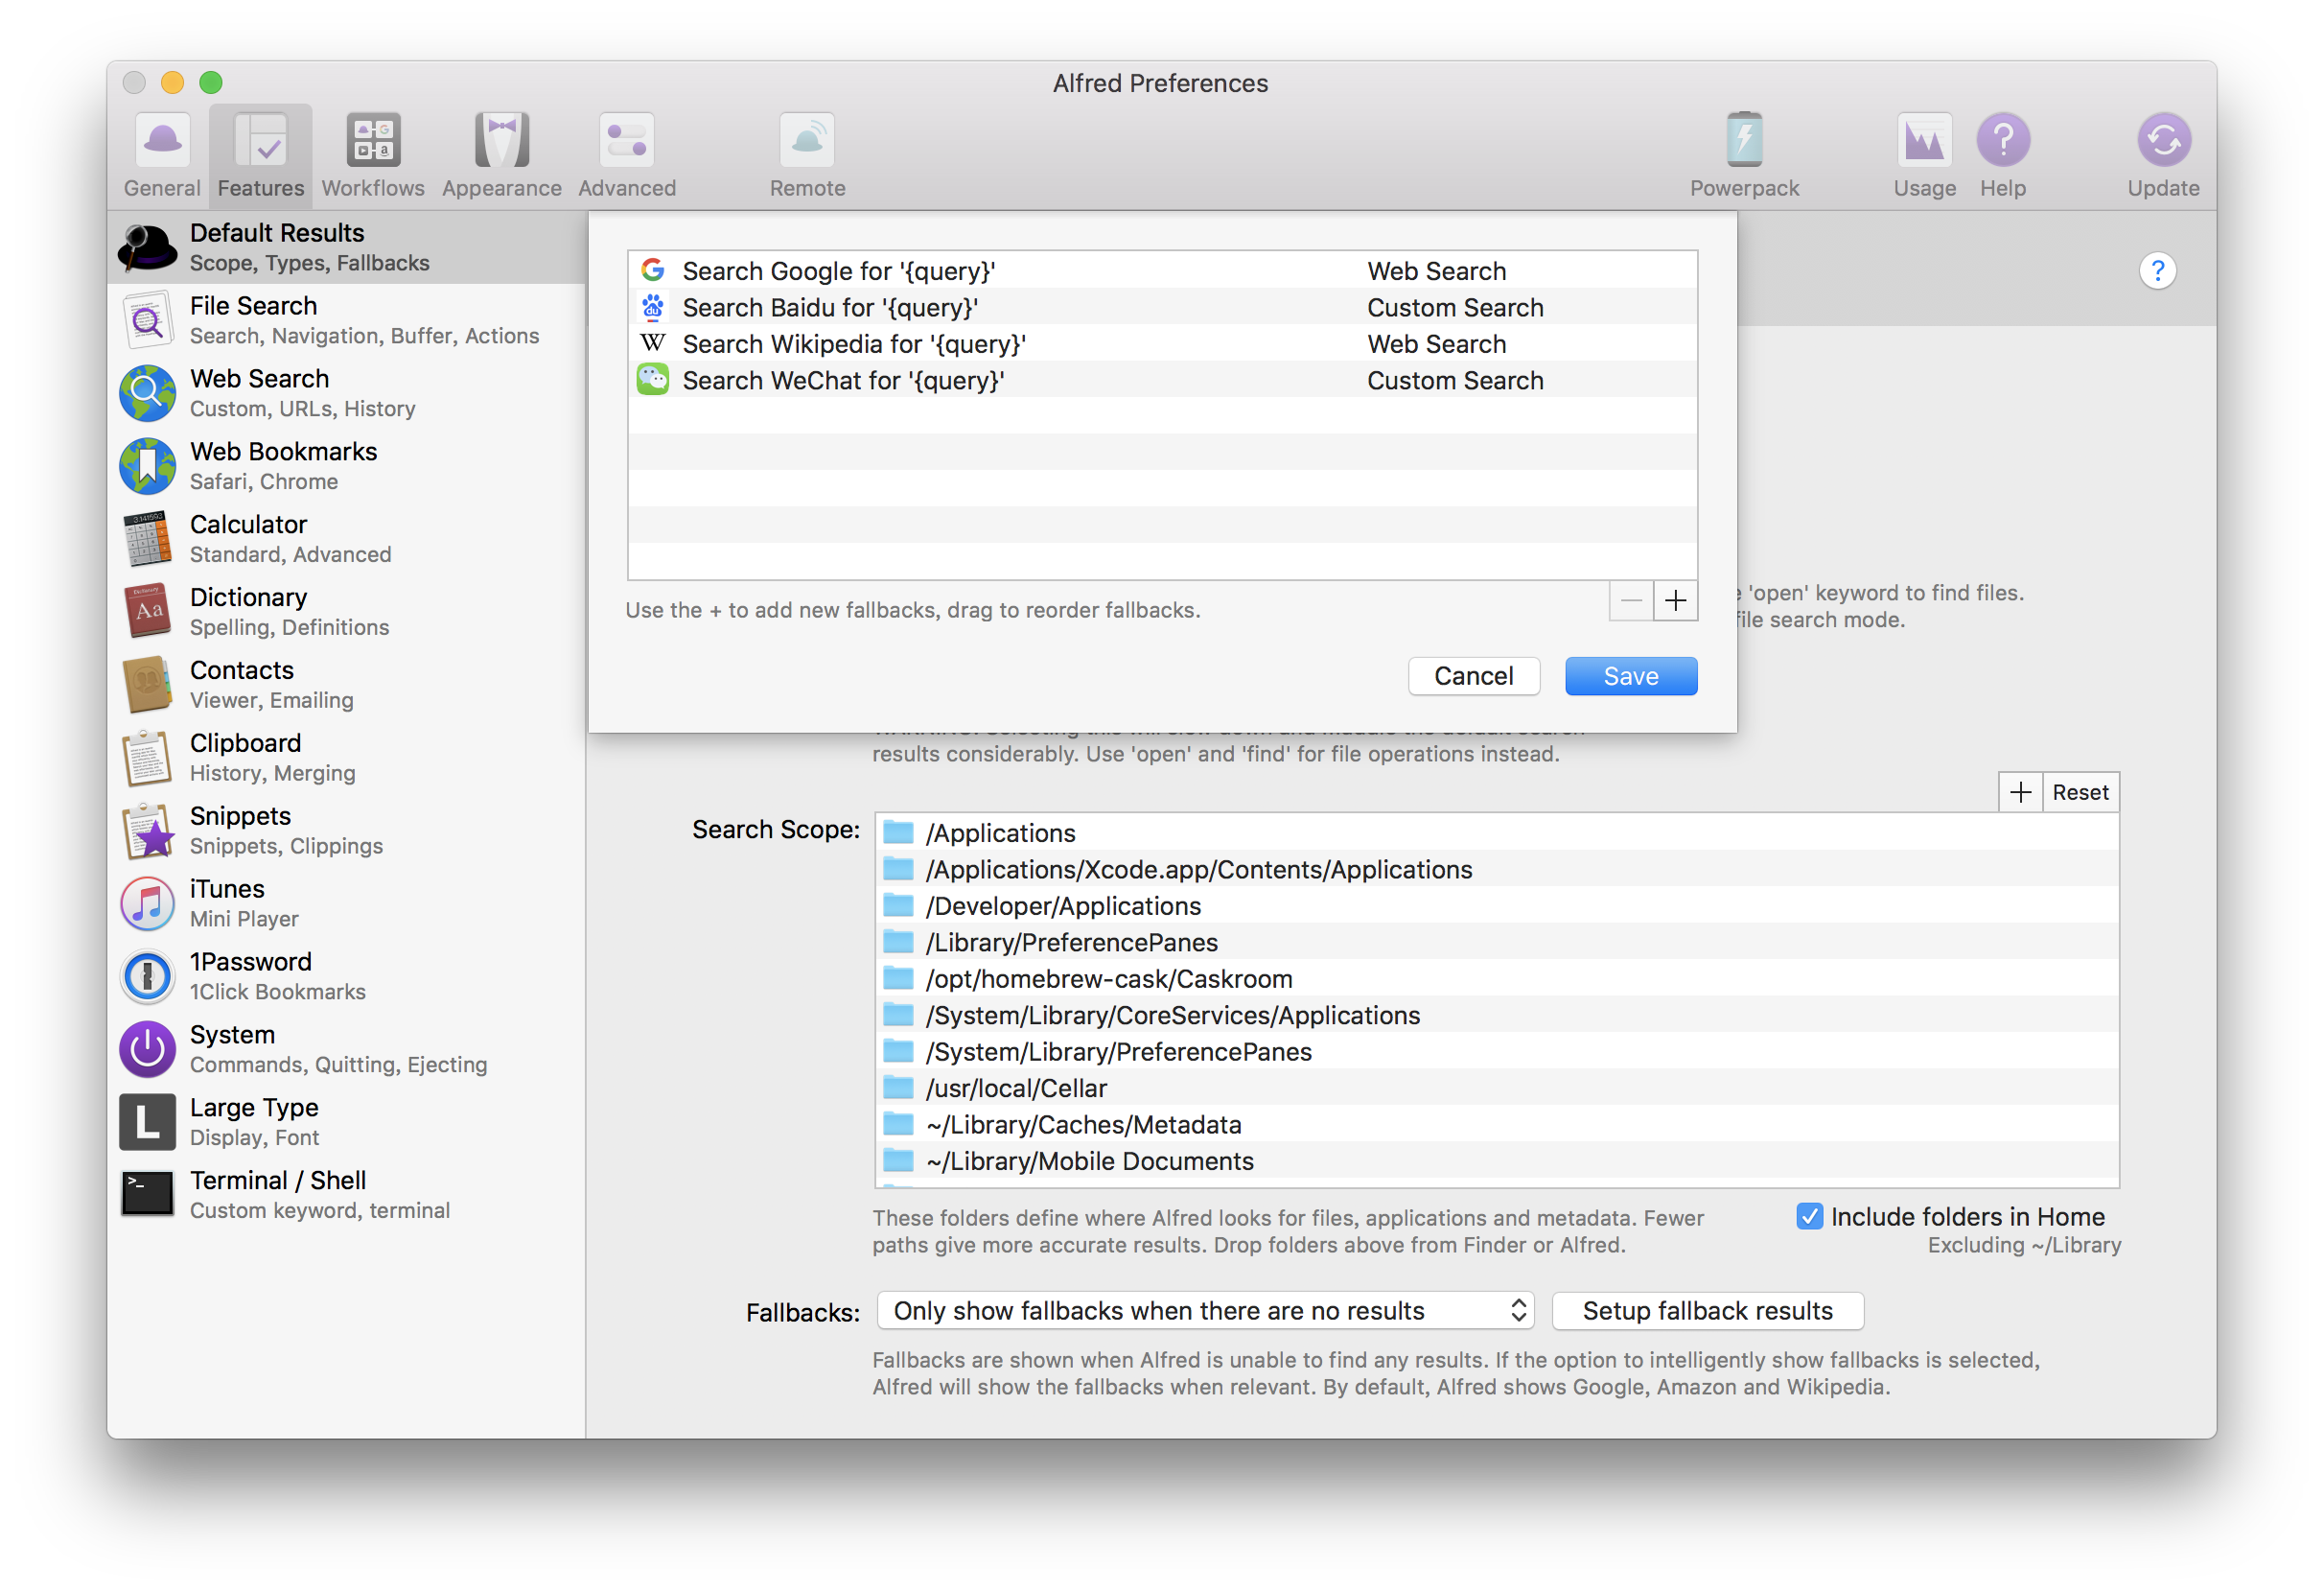 Alfred Preferences
General
Features
Workflows
Appearance
Advanced
Remote
Powerpack
Usage
Help
Update
Default Results
Scope, Types, Fallbacks
File Search
Search, Navigation, Buffer, Actions
Web Search
Custom, URLs, History
Web Bookmarks
Safari, Chrome
Calculator
Standard, Advanced
Dictionary
Spelling, Definitions
Contacts
Viewer, Emailing
Clipboard
History, Merging
Snippets
Snippets, Clippings
iTunes
Mini Player
1Password
1Click Bookmarks
System
Commands, Quitting, Ejecting
Large Type
Display, Font
Terminal / Shell
Custom keyword, terminal
Search Google for '{query}' Web Search
Search Baidu for '{query}' Custom Search
Search Wikipedia for '{query}' Web Search
Search WeChat for '{query}' Custom Search
Use the + to add new fallbacks, drag to reorder fallbacks.
Cancel
Save
'open' keyword to find files.
file search mode.
results considerably. Use 'open' and 'find' for file operations instead.
Reset
Search Scope:
/Applications
/Applications/Xcode.app/Contents/Applications
/Developer/Applications
/Library/PreferencePanes
/opt/homebrew-cask/Caskroom
/System/Library/CoreServices/Applications
/System/Library/PreferencePanes
/usr/local/Cellar
~/Library/Caches/Metadata
~/Library/Mobile Documents
These folders define where Alfred looks for files, applications and metadata. Fewer
paths give more accurate results. Drop folders above from Finder or Alfred.
Include folders in Home
Excluding ~/Library
Fallbacks:
Only show fallbacks when there are no results
Setup fallback results
Fallbacks are shown when Alfred is unable to find any results. If the option to intelligently show fallbacks is selected,
Alfred will show the fallbacks when relevant. By default, Alfred shows Google, Amazon and Wikipedia.